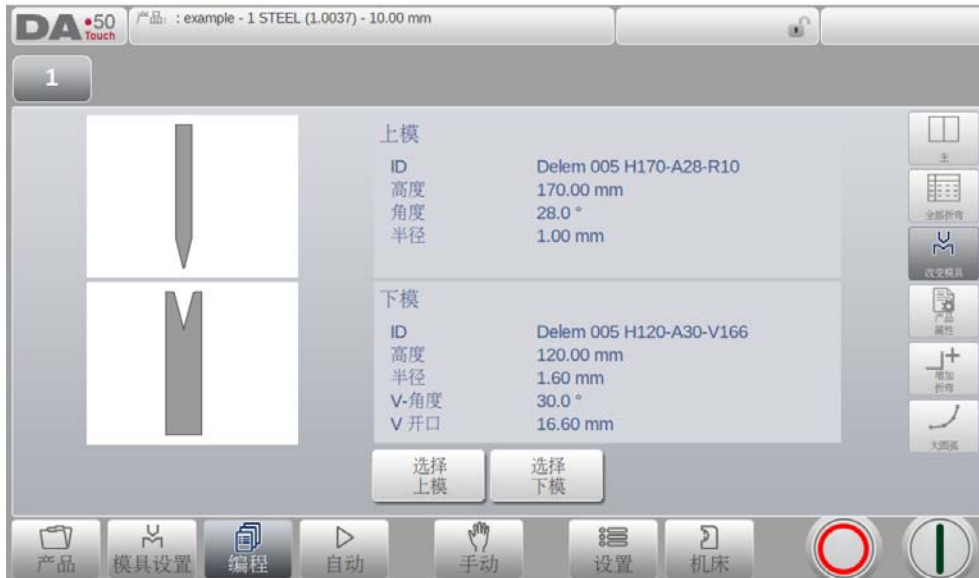 DA 50
Touch
产品: : example - 1 STEEL (1.0037) - 10.00 mm
1
上模
ID Delem 005 H170-A28-R10
高度 170.00 mm
角度 28.0 °
半径 1.00 mm
下模
ID Delem 005 H120-A30-V166
高度 120.00 mm
半径 1.60 mm
V-角度 30.0 °
V 开口 16.60 mm
选择
上模
选择
下模
主
全部折弯
改变模具
产品
属性
增加
折弯
大圆弧
产品
模具设置
编程
自动
手动
设置
机床